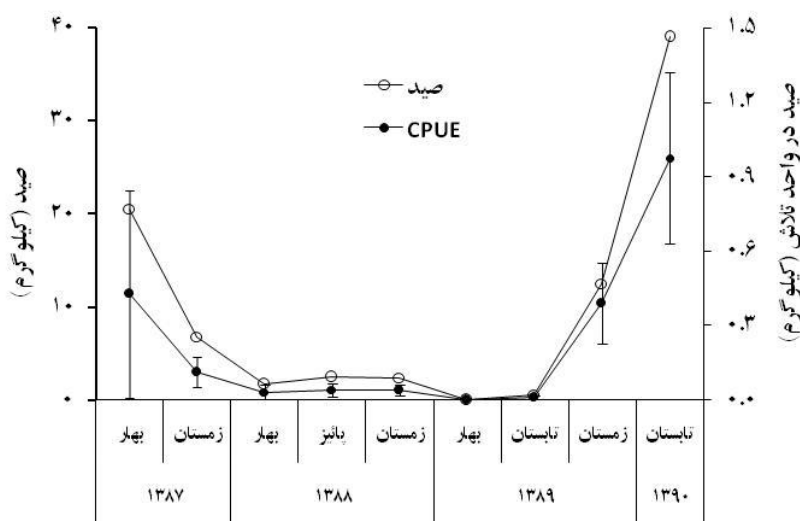 صید
CPUE
صید (کیلوگرم)
۴۰
۳۰
۲۰
۱۰
۰
صید در واحد تلاش (کیلوگرم)
۱.۵
۱.۲
۰.۹
۰.۶
۰.۳
۰.۰
بهار
زمستان
بهار
پائیز
زمستان
بهار
تابستان
زمستان
تابستان
۱۳۸۷
۱۳۸۸
۱۳۸۹
۱۳۹۰